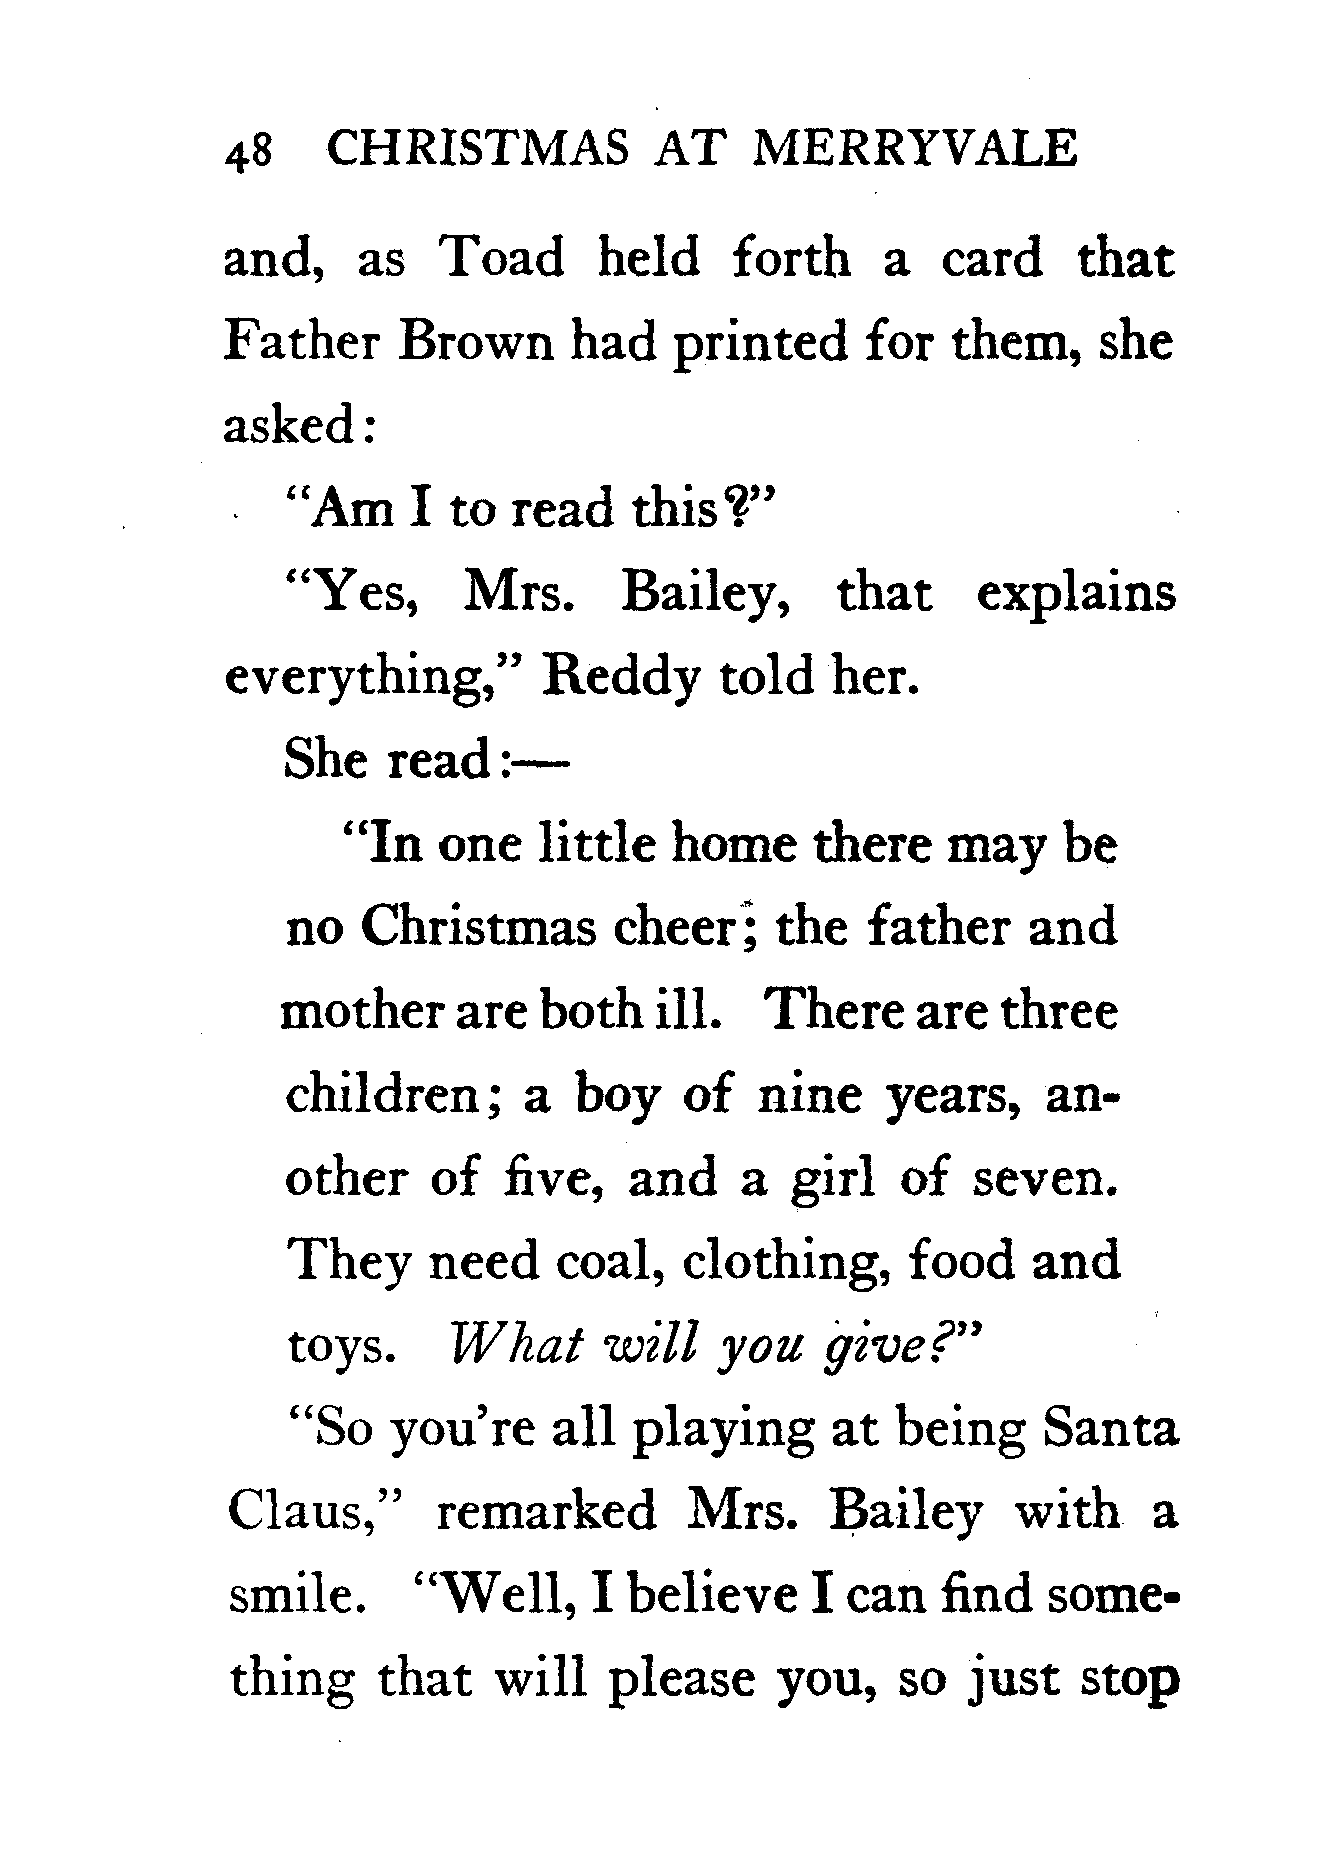 48 CHRISTMAS AT MERRYVALE
and, as Toad held forth a card that
Father Brown had printed for them, she
asked:
"Am I to read this?"
"Yes, Mrs. Bailey, that explains
everything," Reddy told her.
She read:—
"In one little home there may be
no Christmas cheer; the father and
mother are both ill. There are three
children; a boy of nine years, an-
other of five, and a girl of seven.
They need coal, clothing, food and
toys. What will you give?"
"So you're all playing at being Santa
Claus," remarked Mrs. Bailey with a
smile. "Well, I believe I can find some-
thing that will please you, so just stop